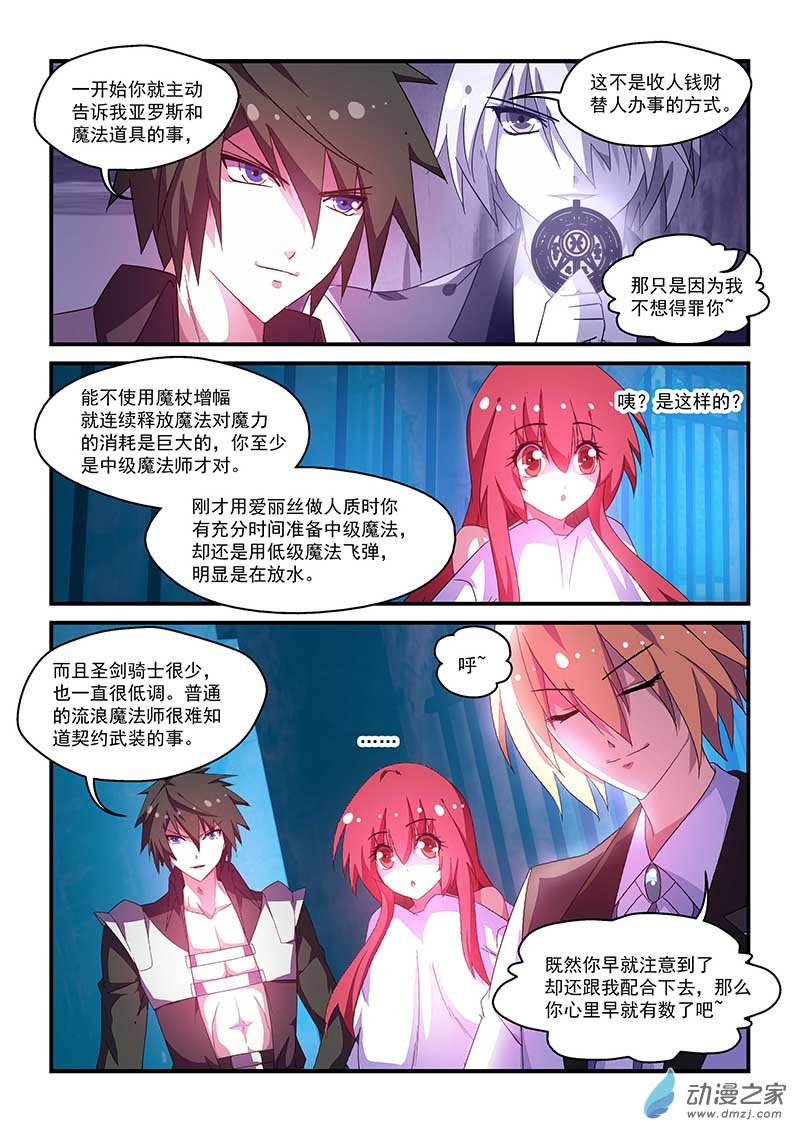 一开始你就主动
告诉我亚罗斯和
魔法道具的事，
这不是收人钱财
替人办事的方式。
那只是因为我
不想得罪你~
能不使用魔杖增幅
就连续释放魔法对魔力
的消耗是巨大的，你至少
是中级魔法师才对。
咦？是这样的？
刚才用爱丽丝做人质时你
有充分时间准备中级魔法，
却还是用低级魔法飞弹，
明显是在放水。
而且圣剑骑士很少，
也一直很低调。普通
的流浪魔法师很难知
道契约武装的事。
呼~
……
既然你早就注意到了
却还跟我配合下去，那么
你心里早就有数了吧~
动漫之家
www.dmzj.com